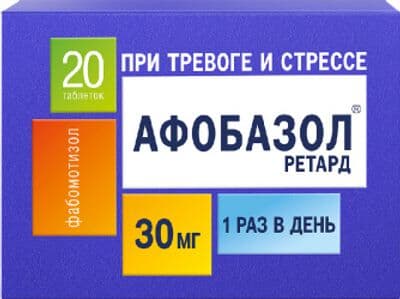 20
таблеток
ПРИ ТРЕВОГЕ И СТРЕССЕ
фабомотизол
АФОБАЗОЛ®
РЕТАРД
30 мг
1 РАЗ В ДЕНЬ